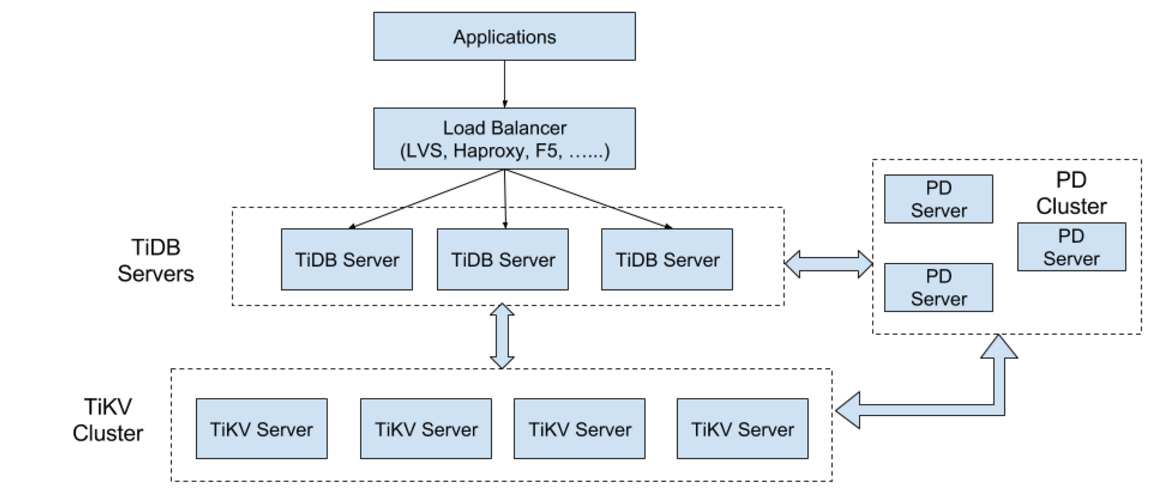 Applications
Load Balancer
(LVS, Haproxy, F5, …...)
TiDB
Servers
TiDB Server
TiDB Server
TiDB Server
PD
Cluster
PD
Server
PD
Server
PD
Server
TiKV
Cluster
TiKV Server
TiKV Server
TiKV Server
TiKV Server